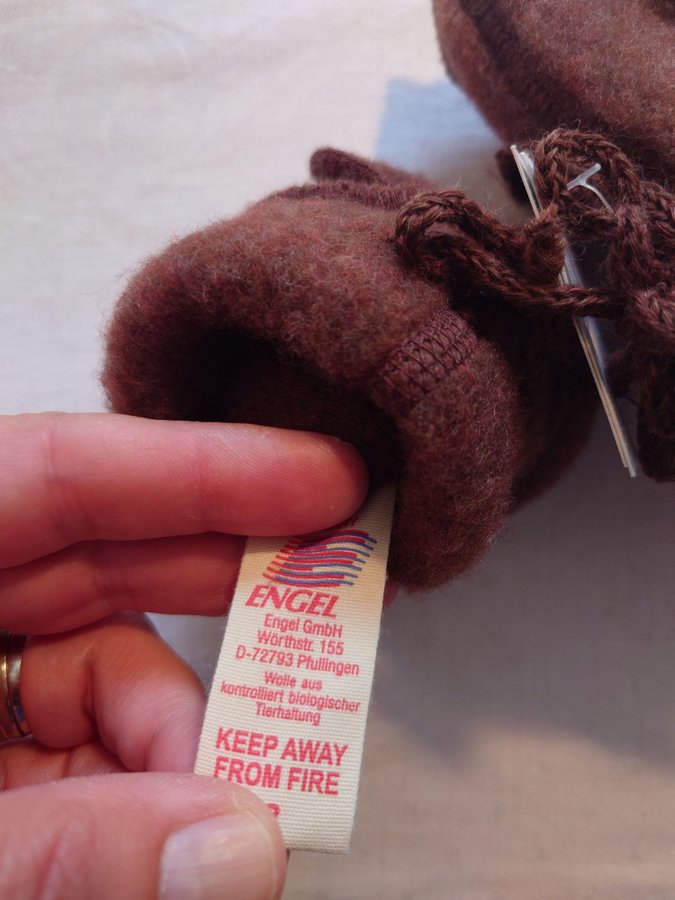 ENGEL
Engel GmbH
Wörthstr. 155
D-72793 Pfullingen
Wolle aus
kontrolliert biologischer
Tierhaltung
KEEP AWAY
FROM FIRE